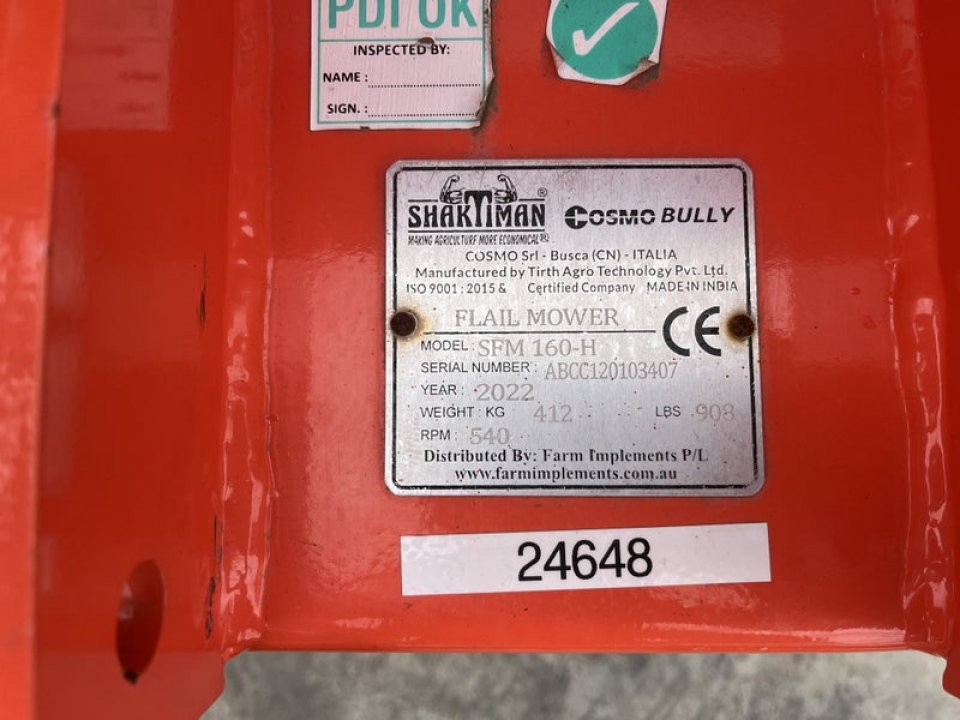 PDI OK
INSPECTED BY:
NAME :
SIGN. :
SHAKTIMAN ® COSMO BULLY
MAKING AGRICULTURE MORE ECONOMICAL
COSMO Srl - Busca (CN) - ITALIA
Manufactured by Tirth Agro Technology Pvt. Ltd.
ISO 9001 : 2015 & Certified Company MADE IN INDIA
FLAIL MOWER CE
MODEL : SFM 160-H
SERIAL NUMBER : ABCC120103407
YEAR : 2022
WEIGHT : KG 412 LBS 908
RPM : 540
Distributed By: Farm Implements P/L
www.farmimplements.com.au
24648